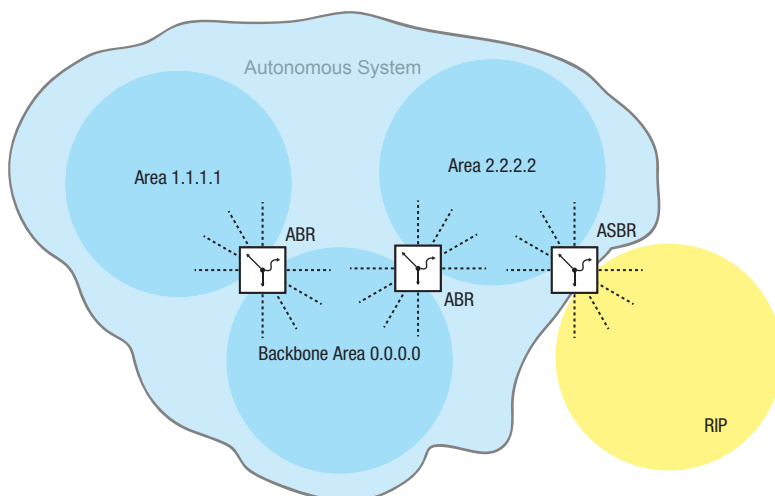 Autonomous System
Area 1.1.1.1
Area 2.2.2.2
ABR
ASBR
ABR
Backbone Area 0.0.0.0
RIP